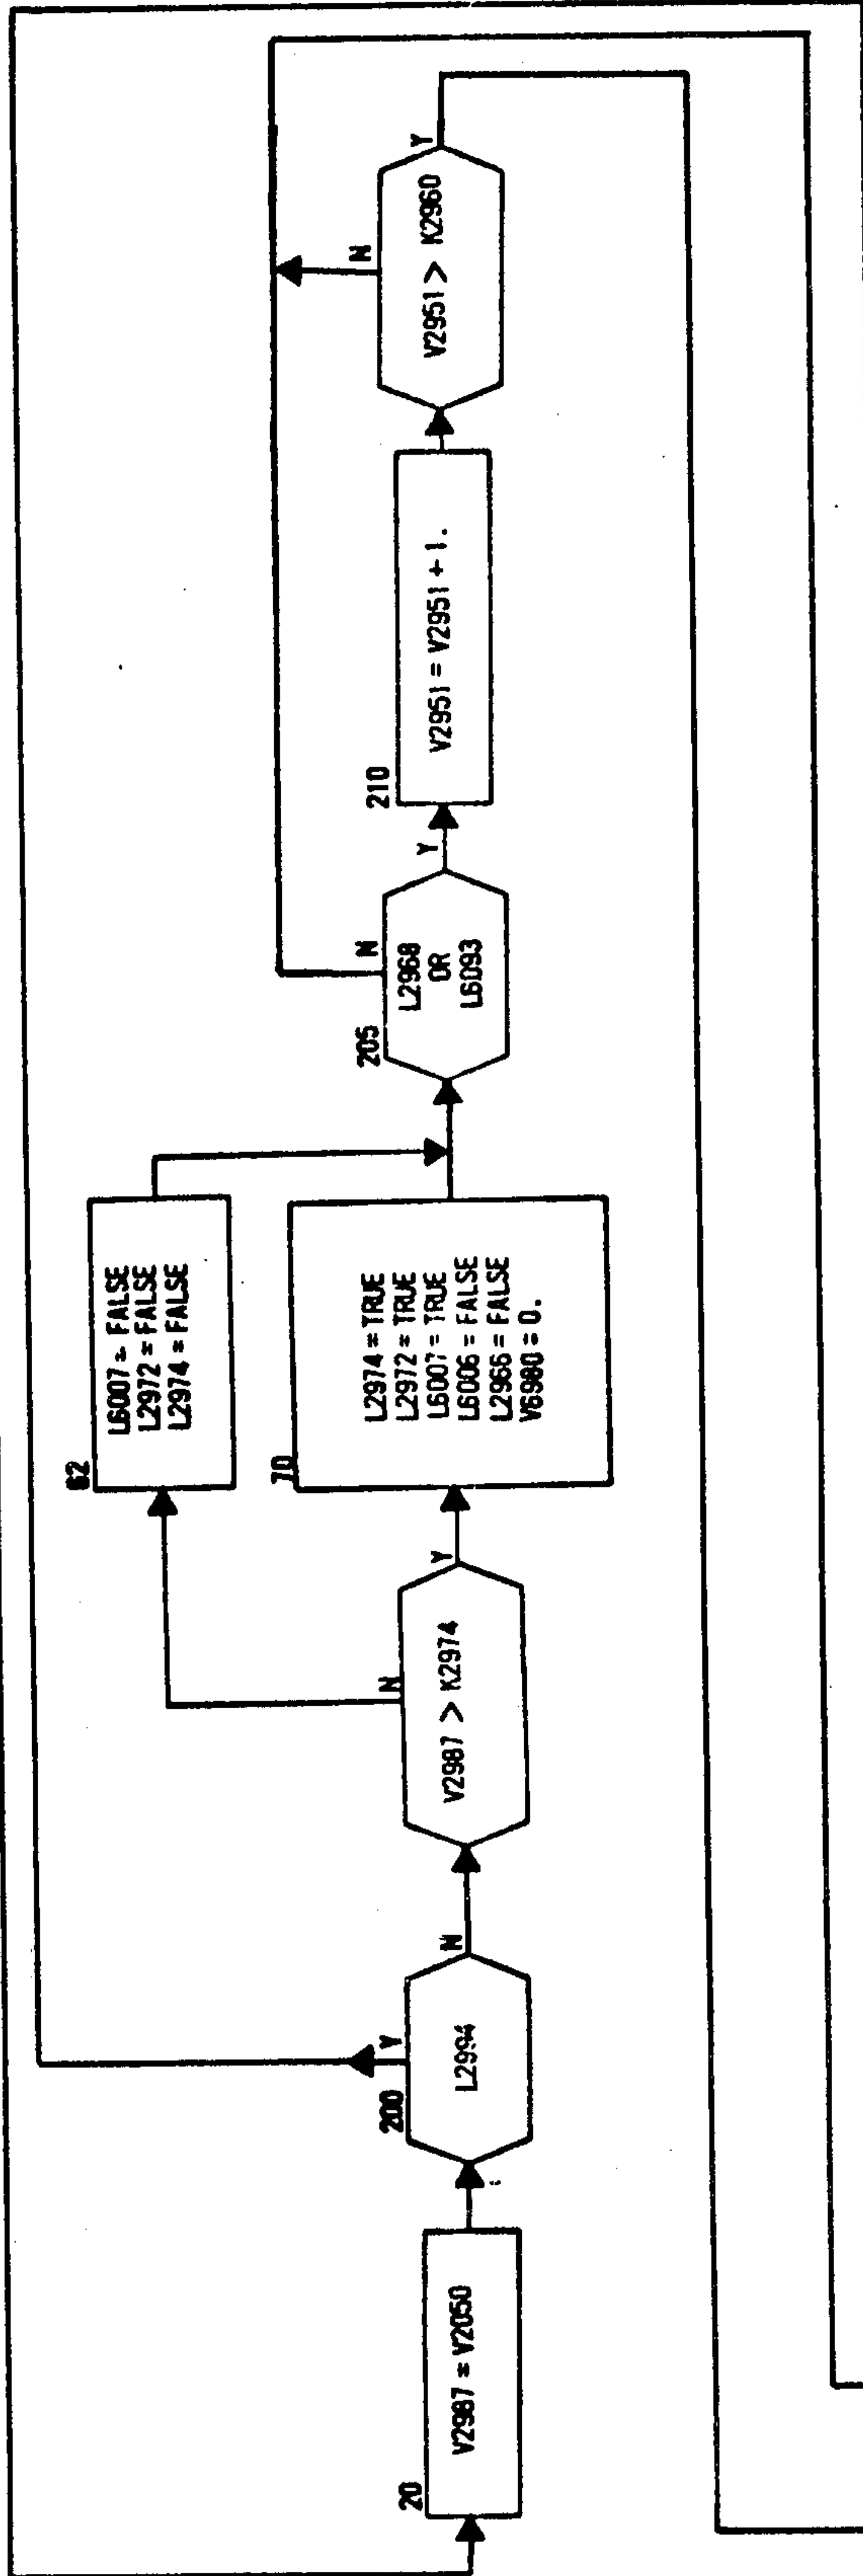 20
V2987 = V2050
200
L2994
Y
N
V2987 > K2974
N
Y
62
L6007 = FALSE
L2972 = FALSE
L2974 = FALSE
70
L2974 = TRUE
L2972 = TRUE
L6007 = TRUE
L6006 = FALSE
L2966 = FALSE
V6980 = 0.
205
L2968
OR
L6093
N
Y
210
V2951 = V2951 + 1.
V2951 > K2960
N
Y